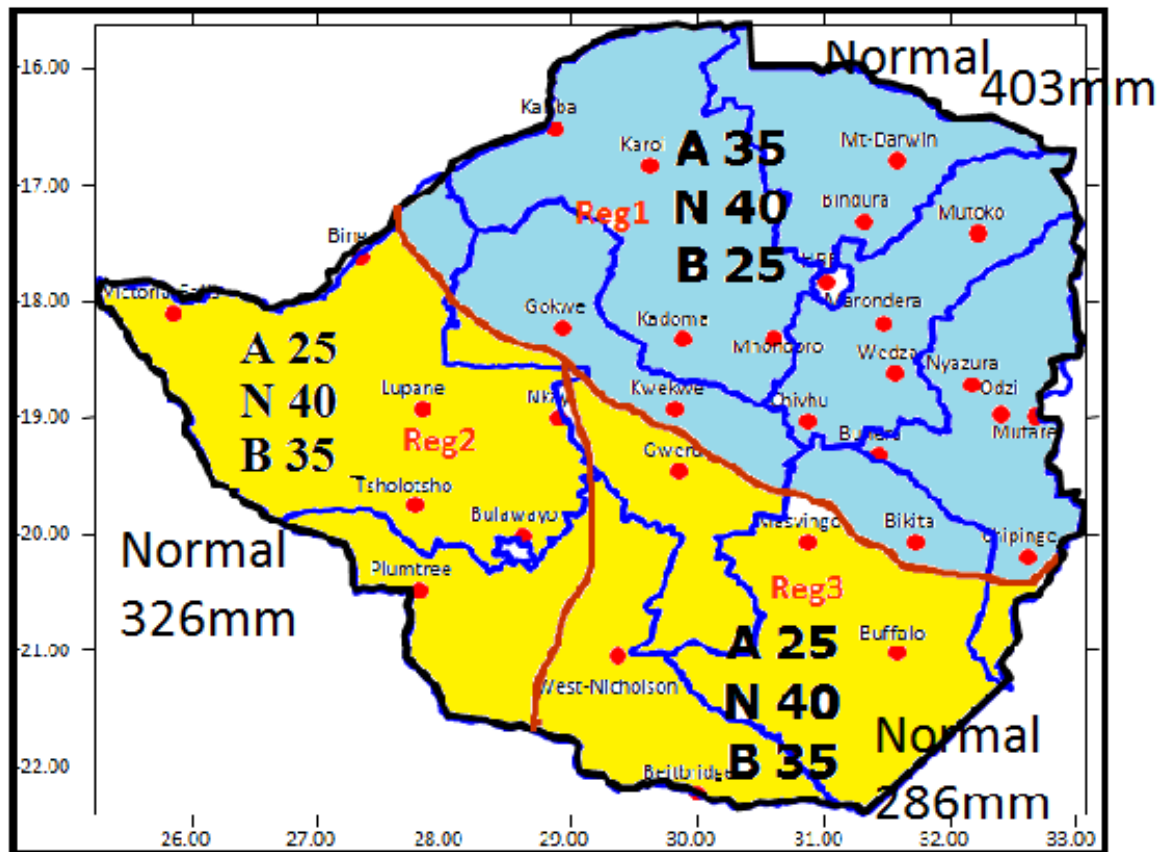 Normal
403mm
-16.00
Kariba
A 35
Karoi
Mt-Darwin
-17.00
N 40
Reg1
Bindura
Mutoko
Binga
B 25
-18.00
Marondera
Gokwe
Kadoma
Mhondoro
Wedza
Nyazura
A 25
N 40
B 35
Lupane
Kwekwe
Chivhu
Odzi
-19.00
Nkayi
Mutare
Reg2
Gweru
Buhera
Tsholotsho
Bulawayo
Masvingo
Bikita
Chipinge
-20.00
Normal
326mm
Plumtree
Reg3
-21.00
Buffalo
A 25
West-Nicholson
N 40
Normal
B 35
-22.00
Beitbridge
286mm
26.00 27.00 28.00 29.00 30.00 31.00 32.00 33.00